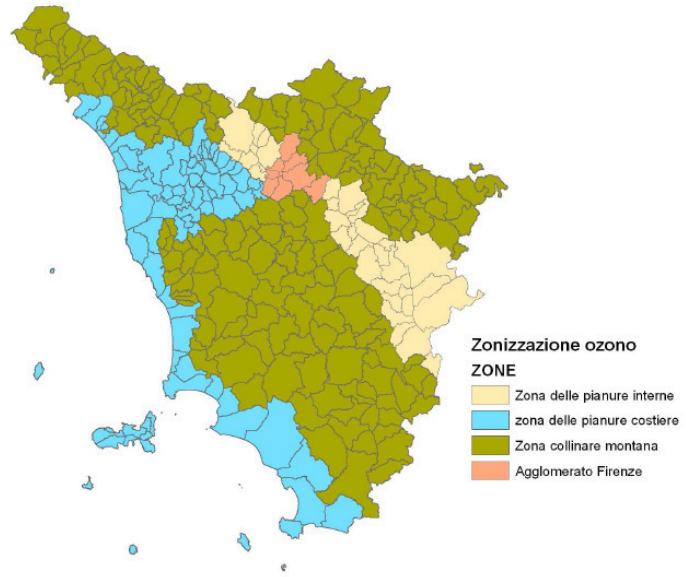 Zonizzazione ozono
ZONE
Zona delle pianure interne
zona delle pianure costiere
Zona collinare montana
Agglomerato Firenze